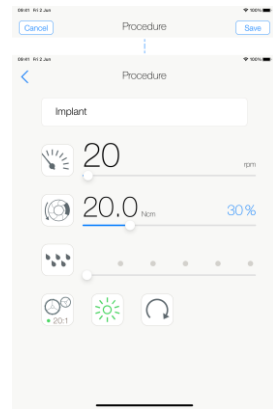 09:41 Fri 2 Jun 100%
Cancel Procedure Save
09:41 Fri 2 Jun 100%
Procedure
Implant
20 rpm
20.0 Ncm 30%
20:1